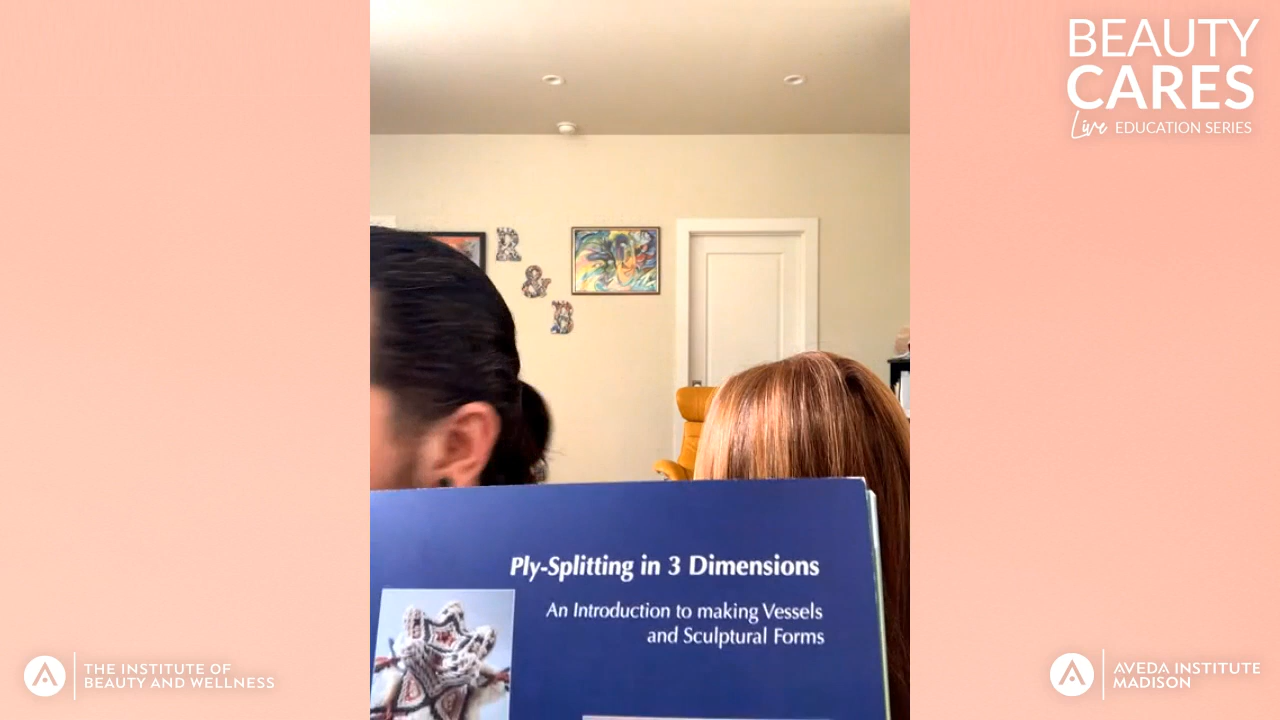 BEAUTY
CARES
Live EDUCATION SERIES
R
&
B
Ply-Splitting in 3 Dimensions
An Introduction to making Vessels
and Sculptural Forms
THE INSTITUTE OF
BEAUTY AND WELLNESS
AVEDA INSTITUTE
MADISON